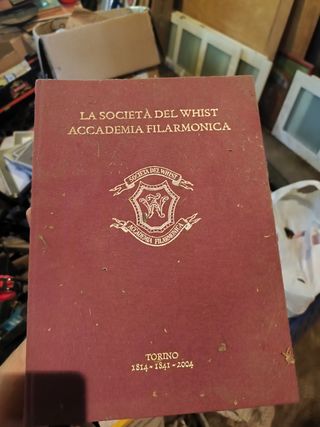 LA SOCIETÀ DEL WHIST
ACCADEMIA FILARMONICA
SOCIETÀ DEL WHIST
W
ACCADEMIA FILARMONICA
TORINO
1814-1841-2004